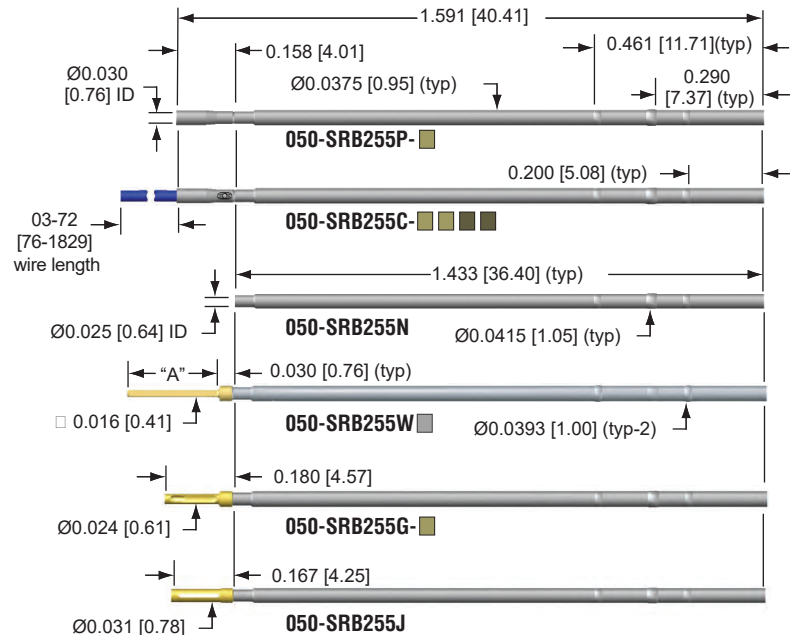 1.591 [40.41]
0.158 [4.01]
0.461 [11.71](typ)
Ø0.030
[0.76] ID
Ø0.0375 [0.95] (typ)
0.290
[7.37] (typ)
050-SRB255P-
0.200 [5.08] (typ)
050-SRB255C-
03-72
[76-1829]
wire length
1.433 [36.40] (typ)
Ø0.025 [0.64] ID
050-SRB255N
Ø0.0415 [1.05] (typ)
“A”
0.030 [0.76] (typ)
□ 0.016 [0.41]
050-SRB255W
Ø0.0393 [1.00] (typ-2)
0.180 [4.57]
Ø0.024 [0.61]
050-SRB255G-
0.167 [4.25]
Ø0.031 [0.78]
050-SRB255J